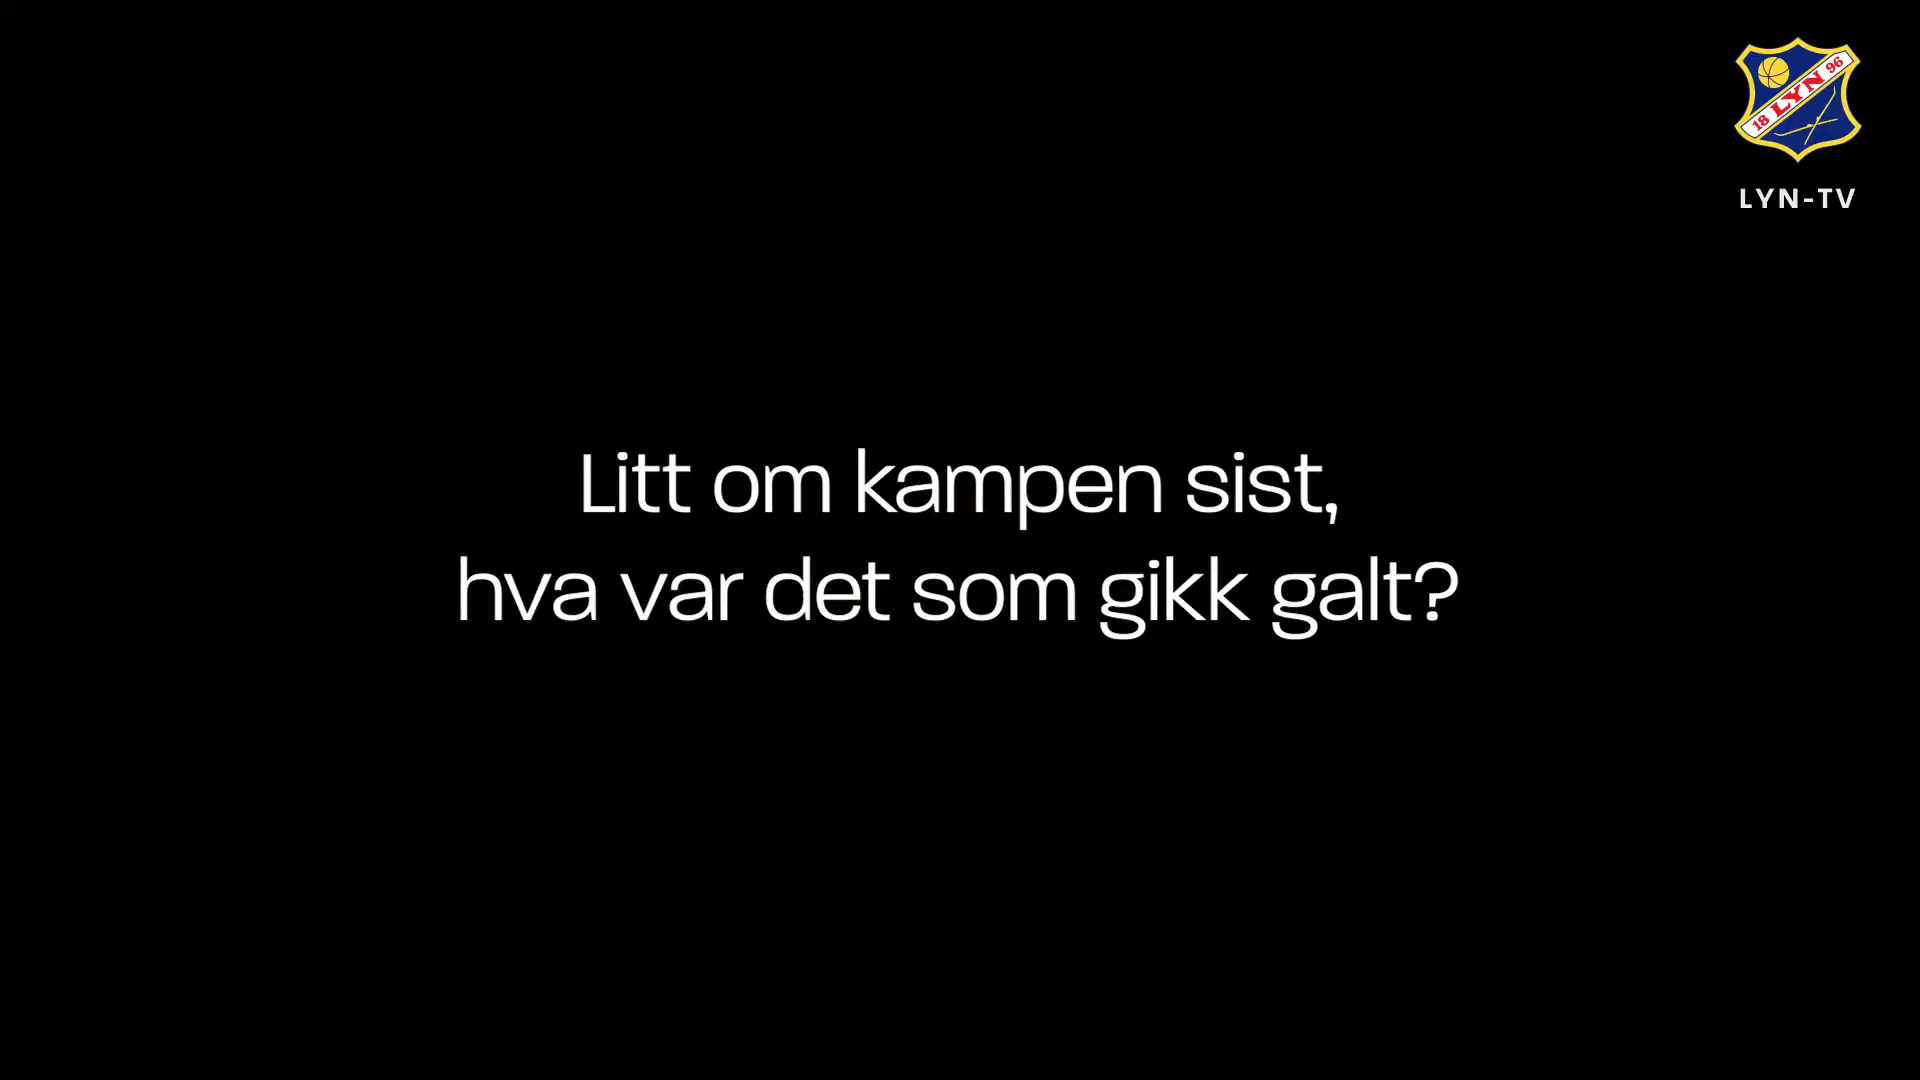 18 LYN 96
LYN-TV
Litt om kampen sist,
hva var det som gikk galt?